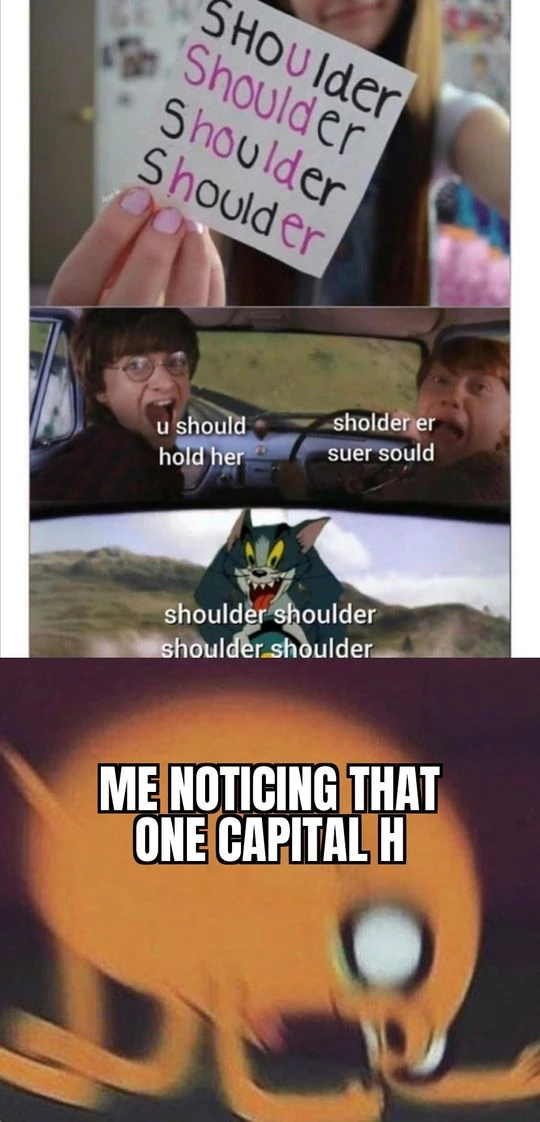 SHOulder
Shoulder
Shoulder
Shoulder
u should
hold her
sholder er
suer sould
shoulder shoulder
shoulder shoulder
ME NOTICING THAT
ONE CAPITAL H